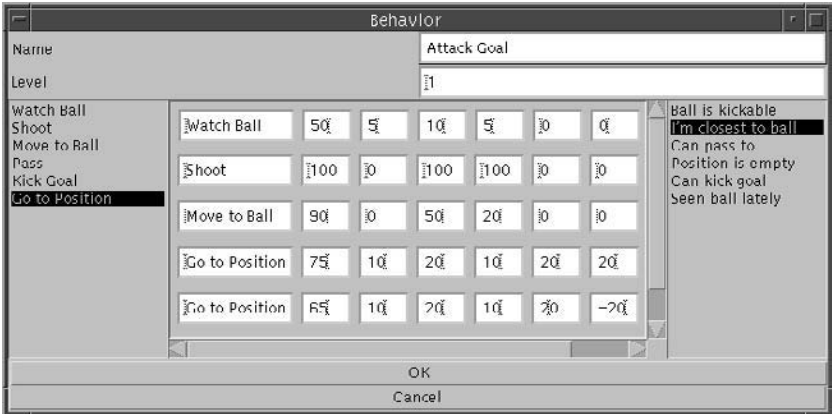 Behavior
Name Attack Goal
Level 1
Watch Ball
Shoot
Move to Ball
Pass
Kick Goal
Go to Position
Watch Ball 50 5 10 5 0 0
Shoot 100 0 100 100 0 0
Move to Ball 90 0 50 20 0 0
Go to Position 75 10 20 10 20 20
Go to Position 65 10 20 10 20 -20
Ball is kickable
I'm closest to ball
Can pass to
Position is empty
Can kick goal
Seen ball lately
OK
Cancel